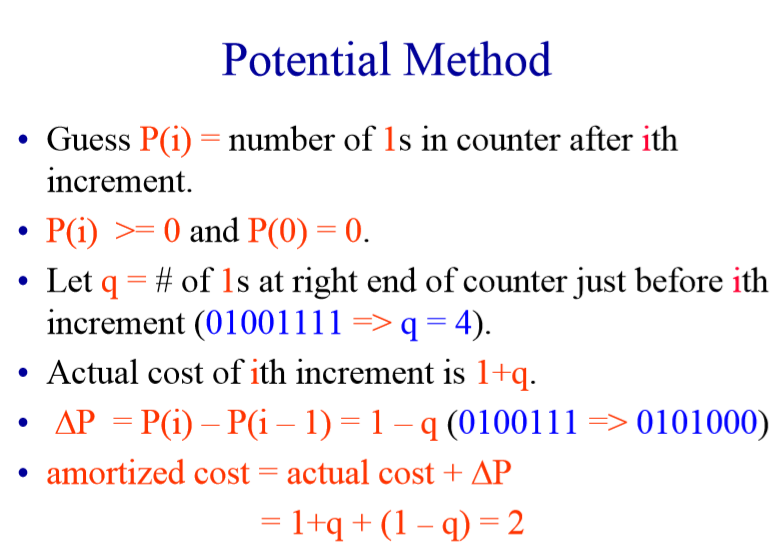 Potential Method
• Guess P(i) = number of 1s in counter after ith
increment.
• P(i) >= 0 and P(0) = 0.
• Let q = # of 1s at right end of counter just before ith
increment (01001111 => q = 4).
• Actual cost of ith increment is 1+q.
• ΔP = P(i) – P(i – 1) = 1 – q (0100111 => 0101000)
• amortized cost = actual cost + ΔP
= 1+q + (1 – q) = 2